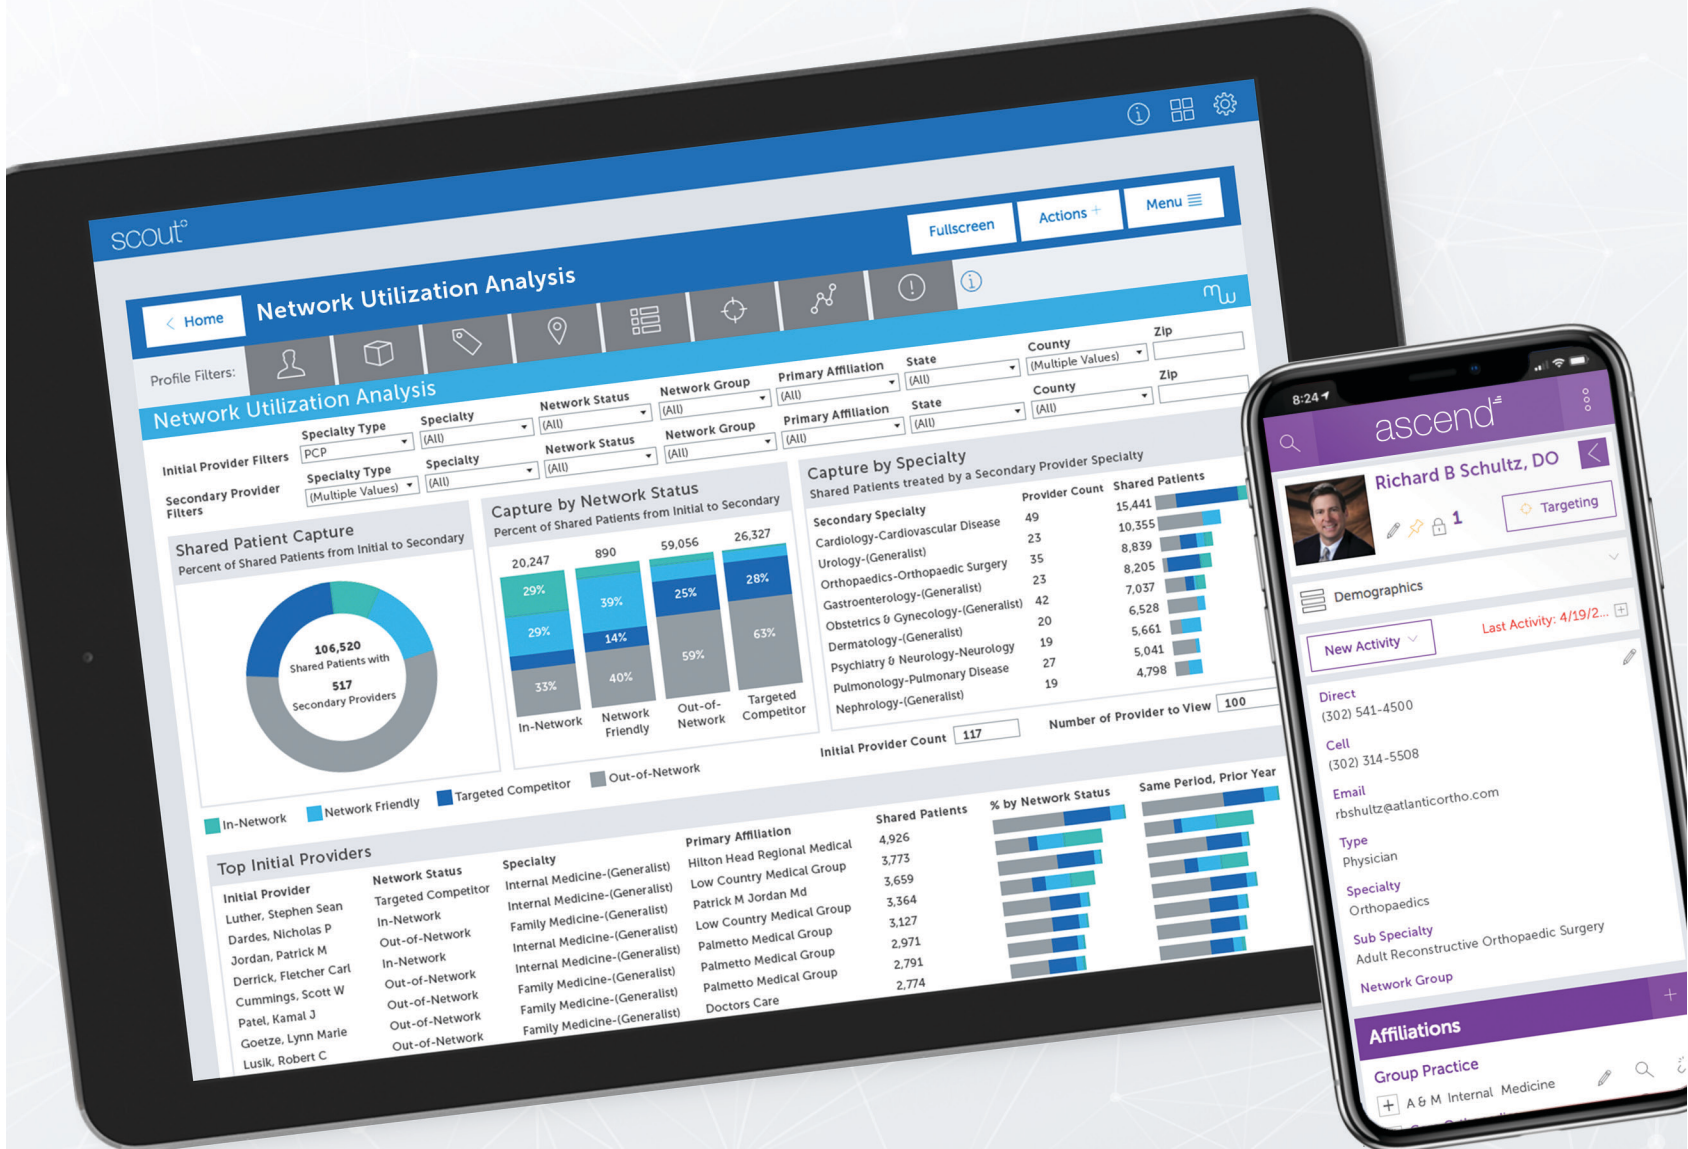 scout
< Home
Network Utilization Analysis
Fullscreen
Actions +
Menu
Profile Filters:
Network Utilization Analysis
mw
Initial Provider Filters
Specialty Type
PCP
Specialty
(All)
Network Status
(All)
Network Group
(All)
Primary Affiliation
(All)
State
(All)
County
(Multiple Values)
Zip
Secondary Provider
Filters
Specialty Type
(Multiple Values)
Specialty
(All)
Network Status
(All)
Network Group
(All)
Primary Affiliation
(All)
State
(All)
County
(All)
Zip
Shared Patient Capture
Percent of Shared Patients from Initial to Secondary
106,520
Shared Patients with
517
Secondary Providers
Capture by Network Status
Percent of Shared Patients from Initial to Secondary
20,247 890 59,056 26,327
29% 29% 33%
39% 14% 40%
25% 59%
28% 63%
In-Network
Network
Friendly
Out-of-
Network
Targeted
Competitor
Capture by Specialty
Shared Patients treated by a Secondary Provider Specialty
Secondary Specialty Provider Count Shared Patients
Cardiology-Cardiovascular Disease 49 15,441
Urology-(Generalist) 23 10,355
Orthopaedics-Orthopaedic Surgery 35 8,839
Gastroenterology-(Generalist) 23 8,205
Obstetrics & Gynecology-(Generalist) 42 7,037
Dermatology-(Generalist) 20 6,528
Psychiatry & Neurology-Neurology 19 5,661
Pulmonology-Pulmonary Disease 27 5,041
Nephrology-(Generalist) 19 4,798
In-Network Network Friendly Targeted Competitor Out-of-Network
Initial Provider Count 117
Number of Provider to View 100
Top Initial Providers
Initial Provider Network Status Specialty Primary Affiliation Shared Patients % by Network Status Same Period, Prior Year
Luther, Stephen Sean Targeted Competitor Internal Medicine-(Generalist) Hilton Head Regional Medical 4,926
Dardes, Nicholas P In-Network Internal Medicine-(Generalist) Low Country Medical Group 3,773
Jordan, Patrick M Out-of-Network Family Medicine-(Generalist) Patrick M Jordan Md 3,659
Derrick, Fletcher Carl In-Network Internal Medicine-(Generalist) Low Country Medical Group 3,364
Cummings, Scott W Out-of-Network Internal Medicine-(Generalist) Palmetto Medical Group 3,127
Patel, Kamal J Out-of-Network Family Medicine-(Generalist) Palmetto Medical Group 2,971
Goetze, Lynn Marie Out-of-Network Family Medicine-(Generalist) Palmetto Medical Group 2,791
Lusik, Robert C Out-of-Network Family Medicine-(Generalist) Doctors Care 2,774
8:24
ascend
Richard B Schultz, DO
1
Targeting
Demographics
New Activity
Last Activity: 4/19/2...
Direct
(302) 541-4500
Cell
(302) 314-5508
Email
rbshultz@atlanticortho.com
Type
Physician
Specialty
Orthopaedics
Sub Specialty
Adult Reconstructive Orthopaedic Surgery
Network Group
Affiliations
+
Group Practice
+ A & M Internal Medicine